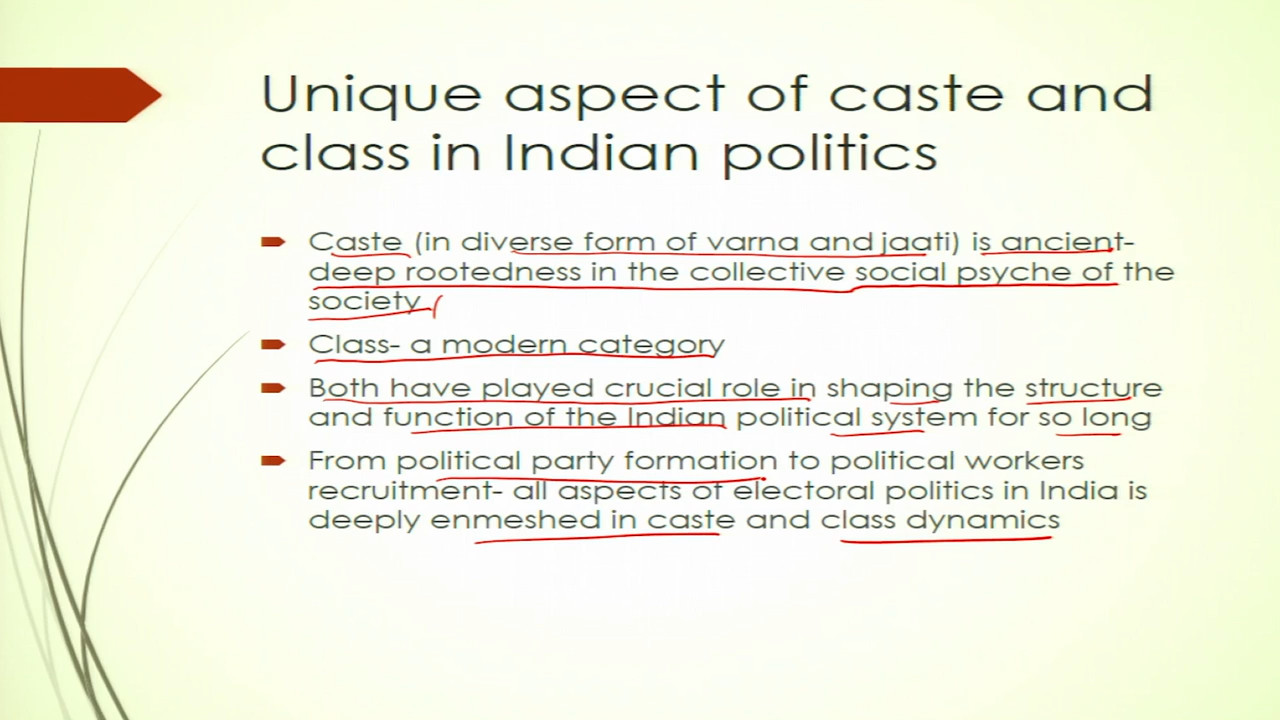 Unique aspect of caste and
class in Indian politics
Caste (in diverse form of varna and jaati) is ancient-
deep rootedness in the collective social psyche of the
society
Class- a modern category
Both have played crucial role in shaping the structure
and function of the Indian political system for so long
From political party formation to political workers
recruitment- all aspects of electoral politics in India is
deeply enmeshed in caste and class dynamics